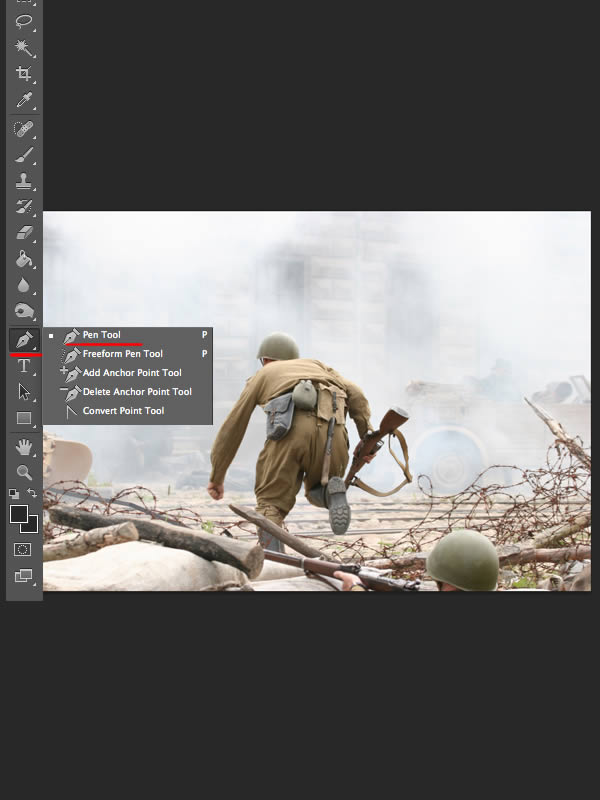 Pen Tool P
Freeform Pen Tool P
Add Anchor Point Tool
Delete Anchor Point Tool
Convert Point Tool
T